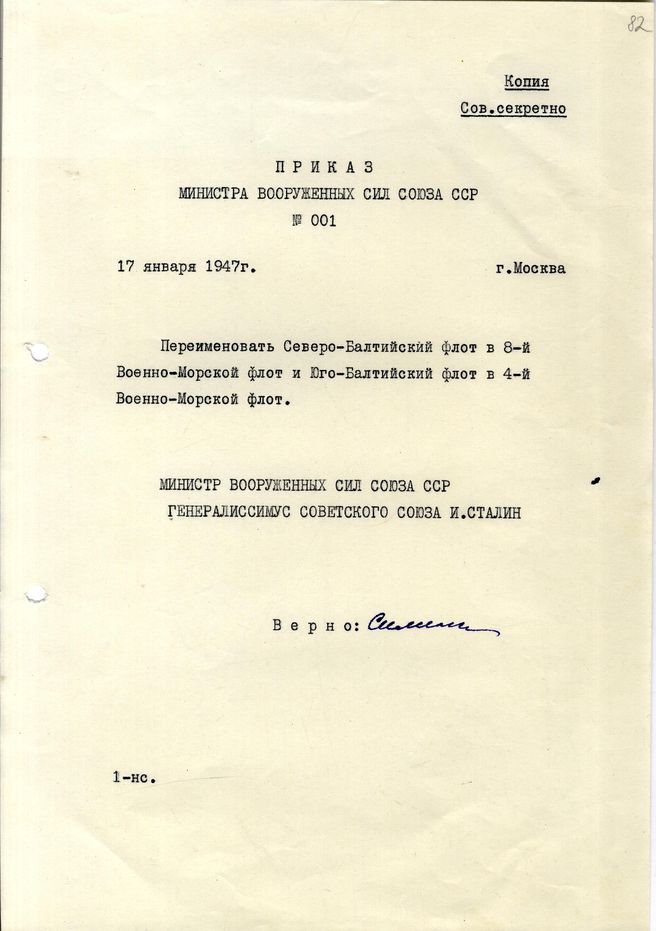 82
Копия
Сов.секретно
ПРИКАЗ
МИНИСТРА ВООРУЖЕННЫХ СИЛ СОЮЗА ССР
№ 001
17 января 1947г. г.Москва
Переименовать Северо-Балтийский флот в 8-й
Военно-Морской флот и Юго-Балтийский флот в 4-й
Военно-Морской флот.
МИНИСТР ВООРУЖЕННЫХ СИЛ СОЮЗА ССР
ГЕНЕРАЛИССИМУС СОВЕТСКОГО СОЮЗА И.СТАЛИН
Верно:
1-нс.